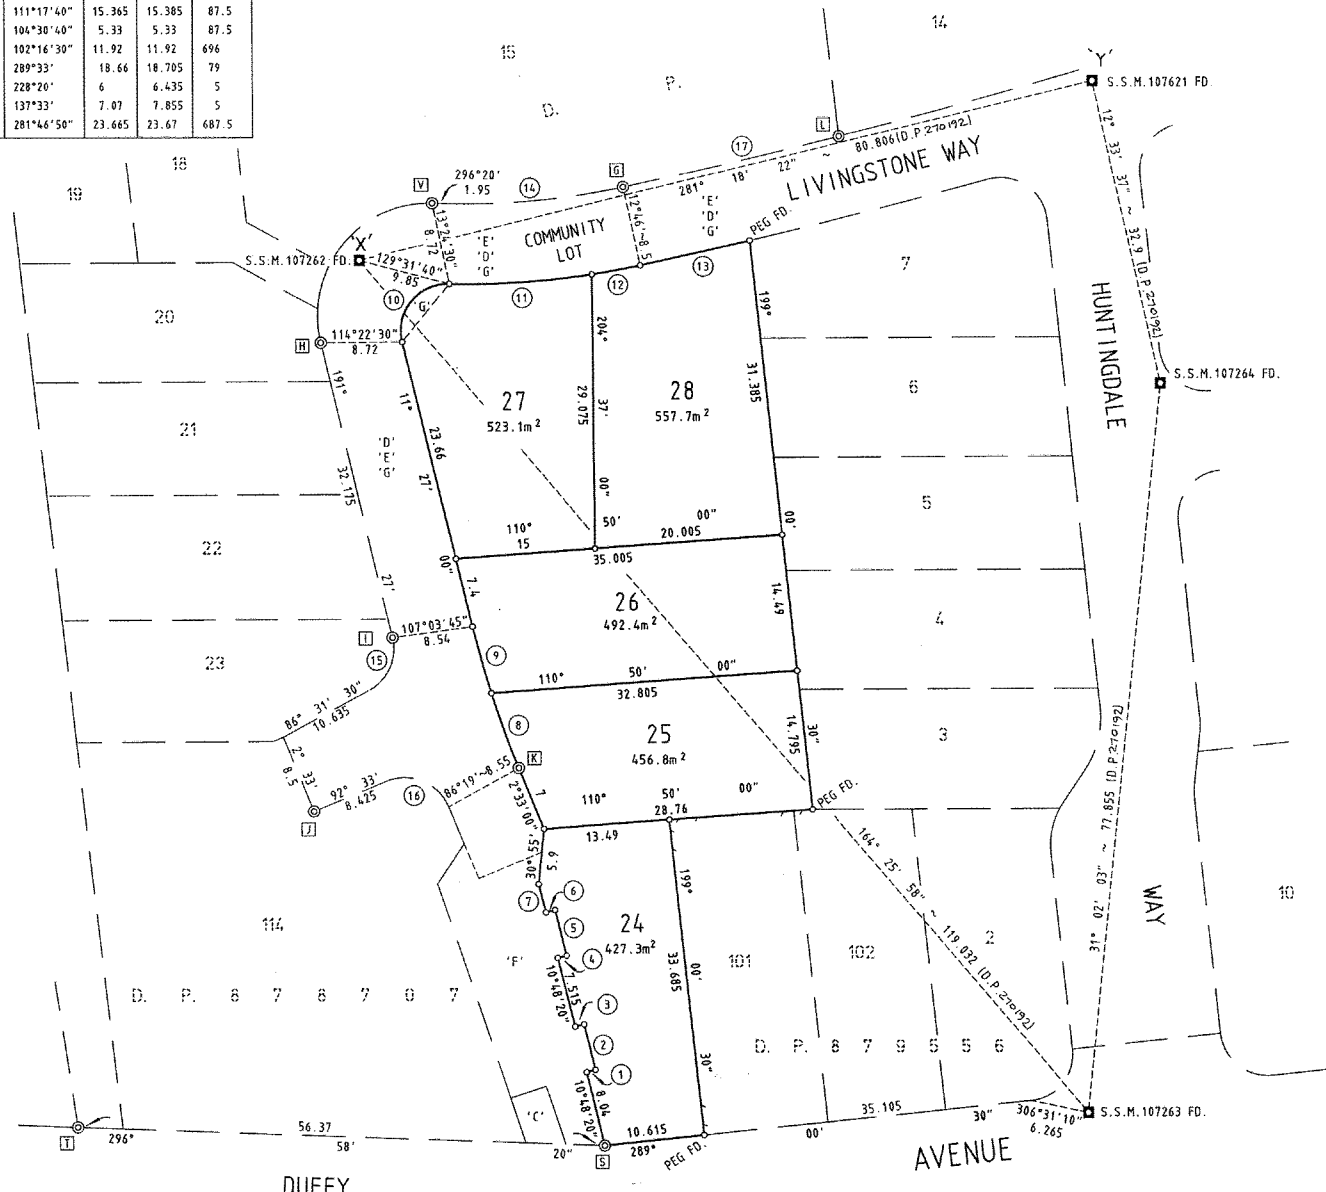 111°17'40" 15.365 15.385 87.5
104°30'40" 5.33 5.33 87.5
102°16'30" 11.92 11.92 696
289°33' 18.66 18.705 79
228°20' 6 6.435 5
137°33' 7.07 7.855 5
281°46'50" 23.665 23.67 687.5
14
15
D. P.
'Y'
S.S.M.107621 FD.
L
80.806(D.P.270192)
17
281° 18' 22" ~
LIVINGSTONE WAY
18
19
V
296°20'
1.95
14
G
12°46'~8.5
13°24'30"
8.72
'E'
'D'
'G'
COMMUNITY
LOT
'E'
'D'
'G'
PEG FD.
12° 33' 37" ~ 32.9 (D.P.270192)
'X'
S.S.M.107262 FD.
129°31'40"
9.85
10
'G'
11
12
13
7
20
H
114°22'30"
8.72
199°
204°
HUNTINGDALE
S.S.M.107264 FD.
191°
31.385
6
11°
27
523.1m²
29.075
37'
28
557.7m²
21
'D'
'E'
'G'
23.66
32.175
27'
00"
5
110°
15
50'
00"
20.005
00'
35.005
22
00"
27'
7.4
26
492.4m²
14.49
4
I
107°03'45"
8.54
15
9
23
86° 31' 30"
10.635
110° 50' 00"
32.805
2° 33'
8.5
8
25
456.8m²
14.795
30"
3
K
86°19'~8.55
92° 33'
8.425
16
J
2°33'00"
7
110° 50' 00"
28.76
PEG FD.
13.49
30°55'
5.9
31° 02' 03" ~ 77.855 (D.P.270192)
164° 25' 58" ~ 119.032 (D.P.270192)
199°
7
6
WAY
10
114
5
24
427.3m²
'F'
4
101
102
2
10°48'20"
7.515
33.685
00'
D. P. 878707
3
2
30"
D. P. 879556
1
10°48'20"
8.04
'C'
S.S.M.107263 FD.
35.105
30"
306°31'10"
6.265
T
296°
56.37
58'
20"
S
10.615
289°
PEG FD.
00'
DUFFY
AVENUE